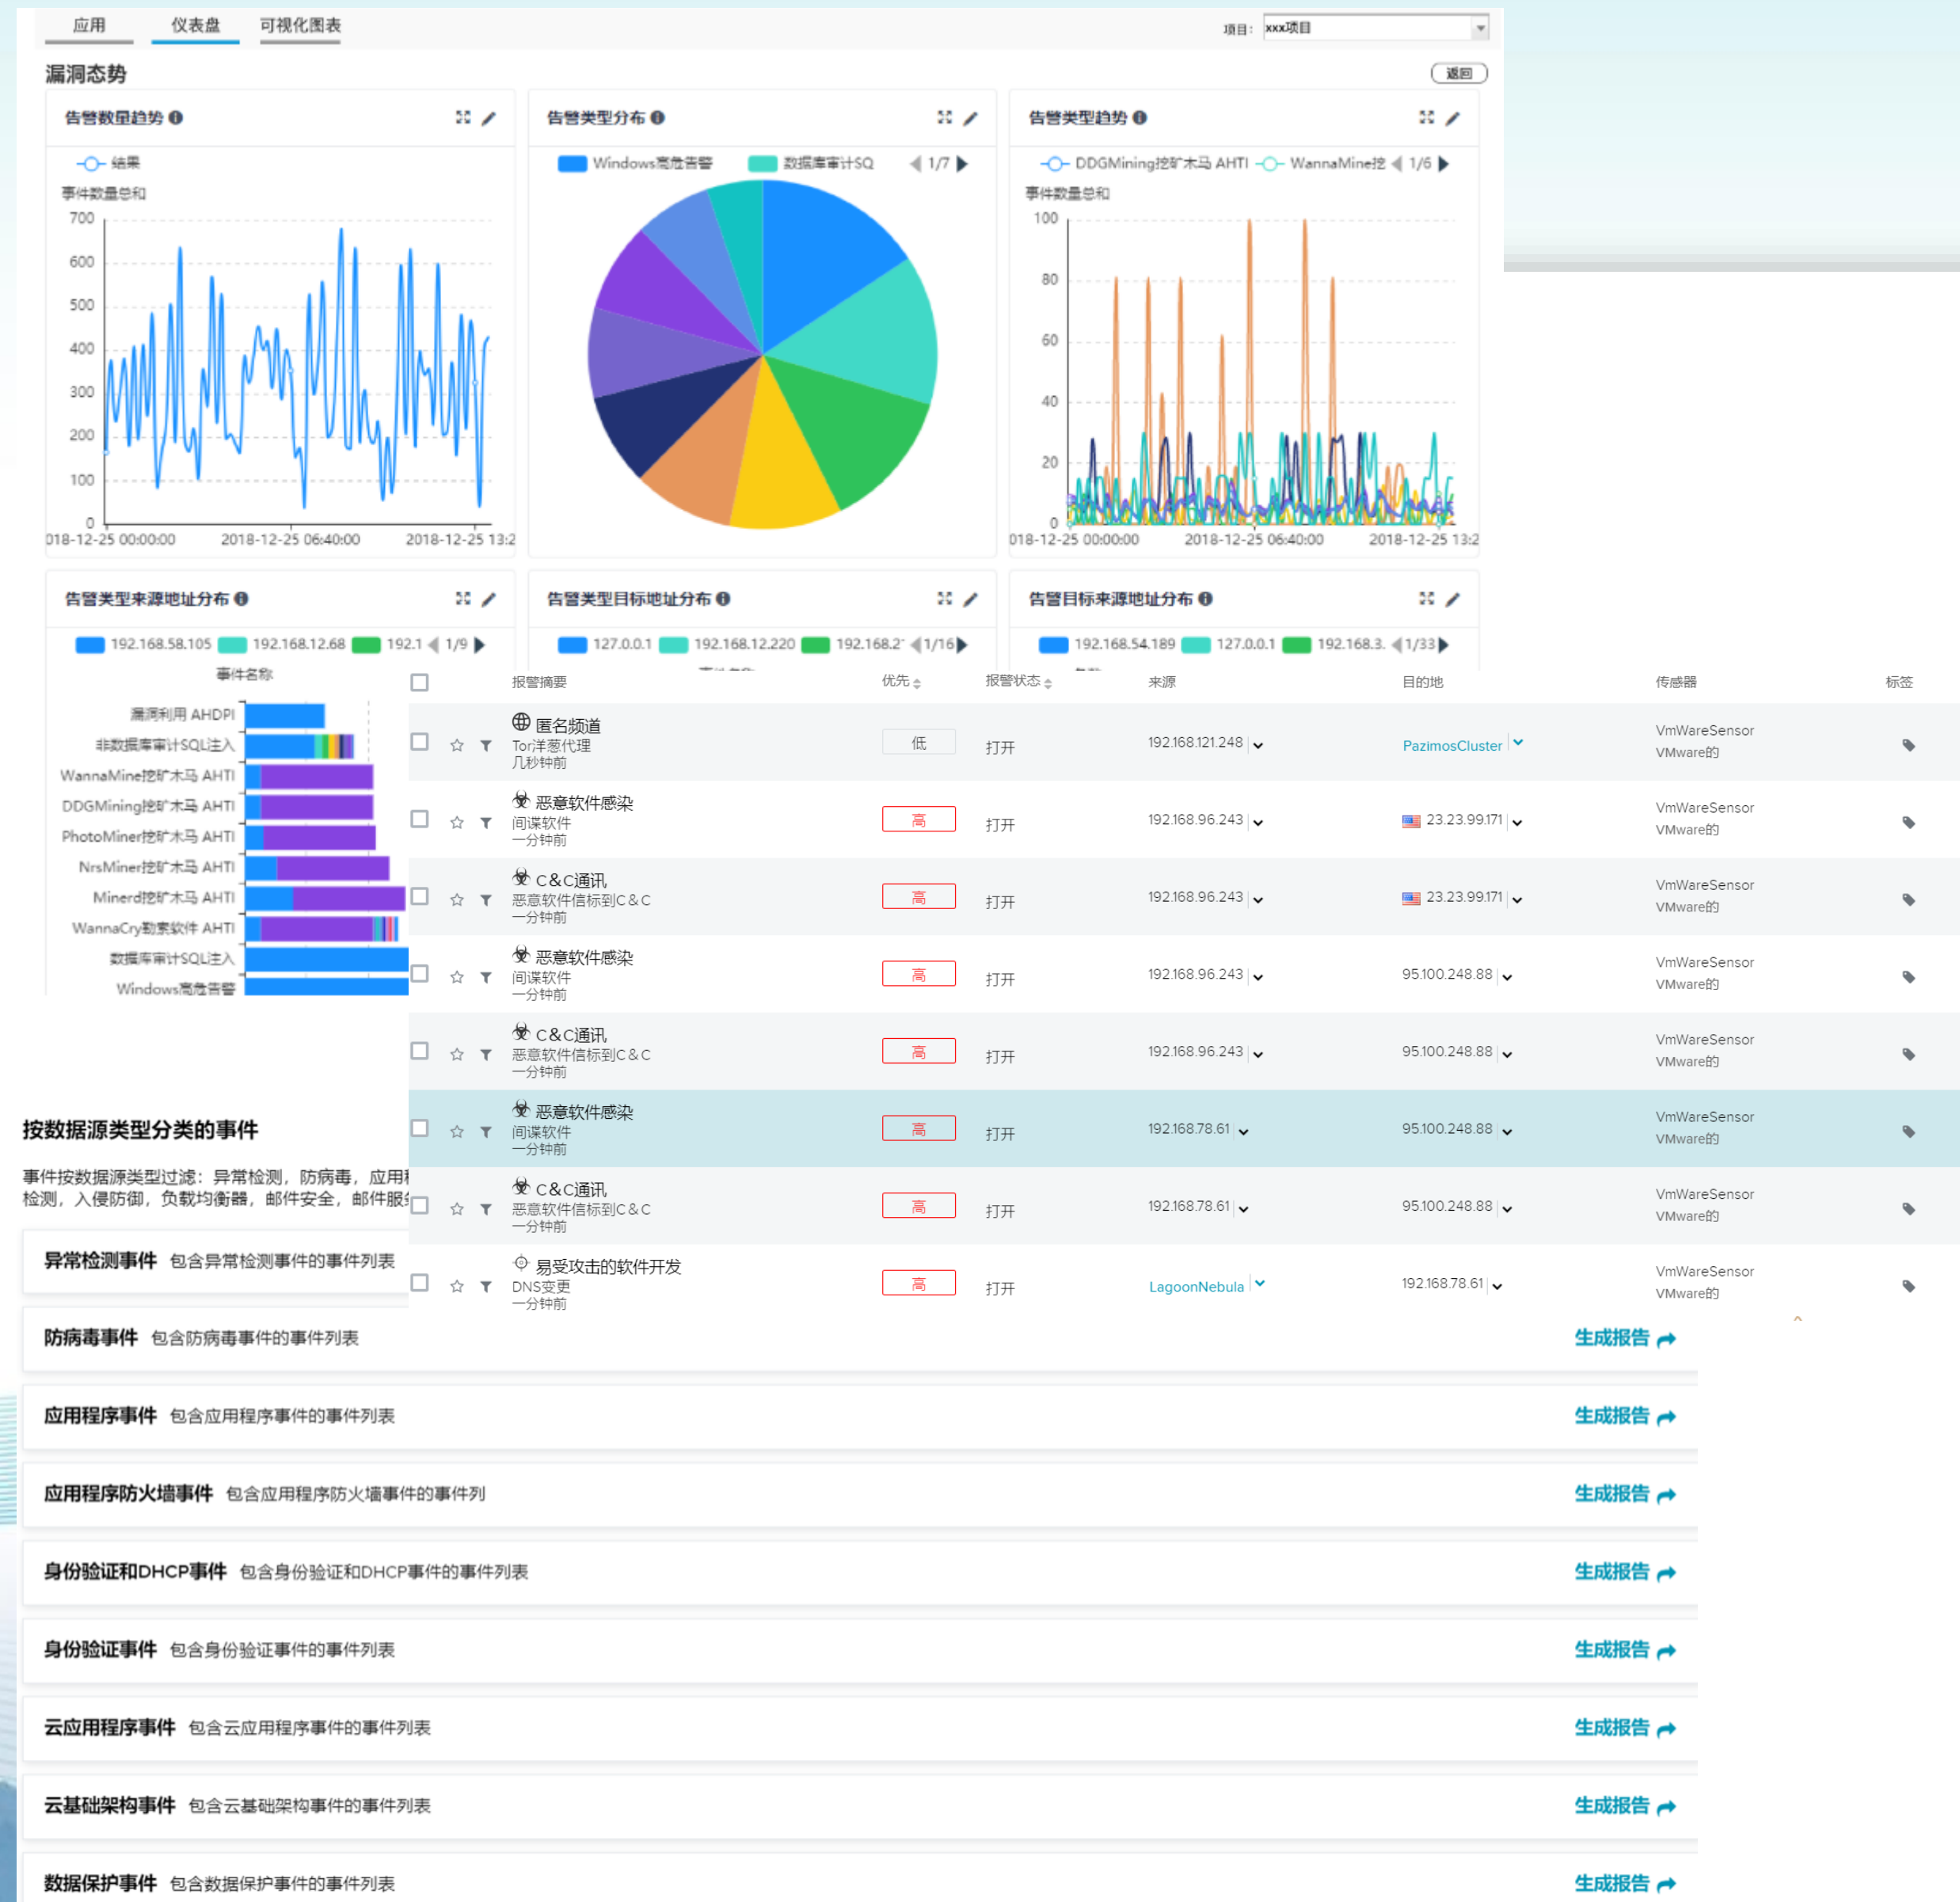 应用 仪表盘 可视化图表 项目: xxx项目
漏洞态势 返回
告警数量趋势
结果
事件数量总和
700
600
500
400
300
200
100
0
018-12-25 00:00:00 2018-12-25 06:40:00 2018-12-25 13:2
告警类型分布
Windows高危告警 数据库审计SQ 1/7
告警类型趋势
DDGMining挖矿木马 AHTI WannaMine挖 1/6
事件数量总和
100
80
60
40
20
0
018-12-25 00:00:00 2018-12-25 06:40:00 2018-12-25 13:2
告警类型来源地址分布
192.168.58.105 192.168.12.68 192.1 1/9
事件名称
漏洞利用 AHDPI
非数据库审计SQL注入
WannaMine挖矿木马 AHTI
DDGMining挖矿木马 AHTI
PhotoMiner挖矿木马 AHTI
NrsMiner挖矿木马 AHTI
Minerd挖矿木马 AHTI
WannaCry勒索软件 AHTI
数据库审计SQL注入
Windows高危告警
告警类型目标地址分布
127.0.0.1 192.168.12.220 192.168.2 1/16
告警目标来源地址分布
192.168.54.189 127.0.0.1 192.168.3. 1/33
报警摘要 优先 报警状态 来源 目的地 传感器 标签
匿名频道
Tor洋葱代理
几秒钟前
低 打开 192.168.121.248 PazimosCluster
VmWareSensor
VMware的
恶意软件感染
间谍软件
一分钟前
高 打开 192.168.96.243 23.23.99.171
VmWareSensor
VMware的
C&C通讯
恶意软件信标到C&C
一分钟前
高 打开 192.168.96.243 23.23.99.171
VmWareSensor
VMware的
恶意软件感染
间谍软件
一分钟前
高 打开 192.168.96.243 95.100.248.88
VmWareSensor
VMware的
C&C通讯
恶意软件信标到C&C
一分钟前
高 打开 192.168.96.243 95.100.248.88
VmWareSensor
VMware的
恶意软件感染
间谍软件
一分钟前
高 打开 192.168.78.61 95.100.248.88
VmWareSensor
VMware的
C&C通讯
恶意软件信标到C&C
一分钟前
高 打开 192.168.78.61 95.100.248.88
VmWareSensor
VMware的
易受攻击的软件开发
DNS变更
一分钟前
高 打开 LagoonNebula 192.168.78.61
VmWareSensor
VMware的
按数据源类型分类的事件
事件按数据源类型过滤：异常检测，防病毒，应用
检测，入侵防御，负载均衡器，邮件安全，邮件服
异常检测事件 包含异常检测事件的事件列表
防病毒事件 包含防病毒事件的事件列表 生成报告
应用程序事件 包含应用程序事件的事件列表 生成报告
应用程序防火墙事件 包含应用程序防火墙事件的事件列 生成报告
身份验证和DHCP事件 包含身份验证和DHCP事件的事件列表 生成报告
身份验证事件 包含身份验证事件的事件列表 生成报告
云应用程序事件 包含云应用程序事件的事件列表 生成报告
云基础架构事件 包含云基础架构事件的事件列表 生成报告
数据保护事件 包含数据保护事件的事件列表 生成报告